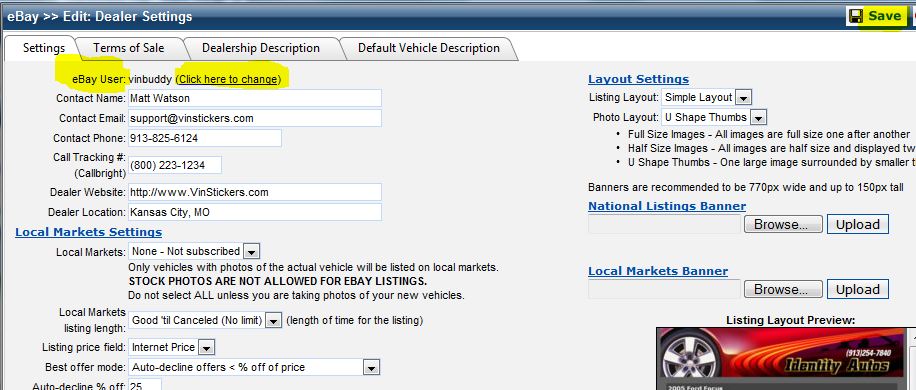 eBay >> Edit: Dealer Settings
Save
Settings
Terms of Sale
Dealership Description
Default Vehicle Description
eBay User: vinbuddy (Click here to change)
Contact Name: Matt Watson
Contact Email: support@vinstickers.com
Contact Phone: 913-825-6124
Call Tracking #: (800) 223-1234
(Callbright)
Dealer Website: http://www.VinStickers.com
Dealer Location: Kansas City, MO
Local Markets Settings
Local Markets: None - Not subscribed
Only vehicles with photos of the actual vehicle will be listed on local markets.
STOCK PHOTOS ARE NOT ALLOWED FOR EBAY LISTINGS.
Do not select ALL unless you are taking photos of your new vehicles.
Local Markets
listing length: Good 'til Canceled (No limit) (length of time for the listing)
Listing price field: Internet Price
Best offer mode: Auto-decline offers < % off of price
Auto-decline % off: 25
Layout Settings
Listing Layout: Simple Layout
Photo Layout: U Shape Thumbs
• Full Size Images - All images are full size one after another
• Half Size Images - All images are half size and displayed tw
• U Shape Thumbs - One large image surrounded by smaller t
Banners are recommended to be 770px wide and up to 150px tall
National Listings Banner
Browse... Upload
Local Markets Banner
Browse... Upload
Listing Layout Preview:
(913)254-7840
Identity Autos
2005 Ford Focus